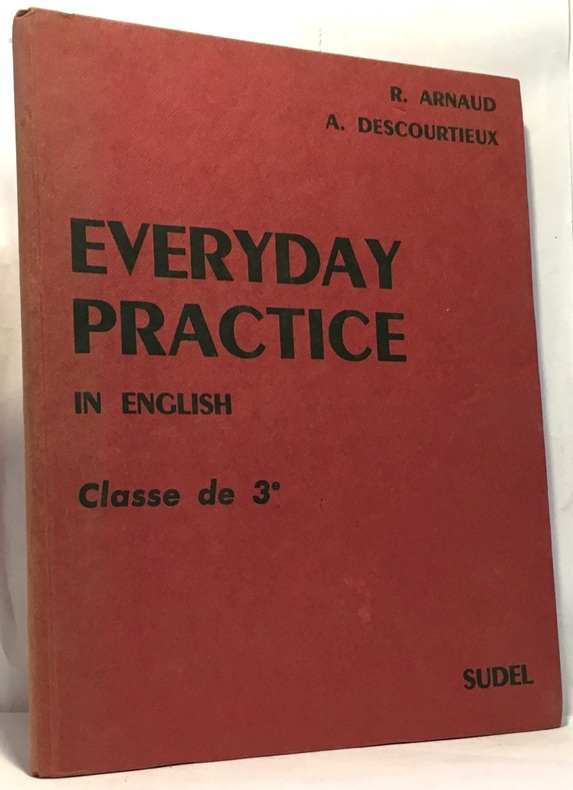 R. ARNAUD
A. DESCOURTIEUX
EVERYDAY
PRACTICE
IN ENGLISH
Classe de 3e
SUDEL